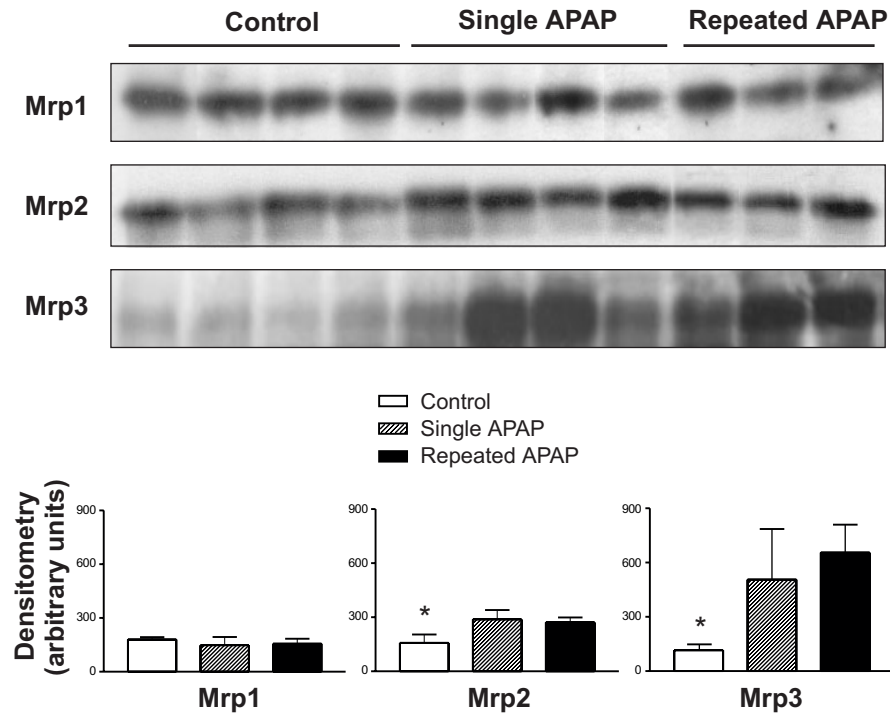 Control Single APAP Repeated APAP
Mrp1
Mrp2
Mrp3
Control
Single APAP
Repeated APAP
Densitometry
(arbitrary units)
900
600
300
0
*
900
600
300
0
*
900
600
300
0
Mrp1 Mrp2 Mrp3